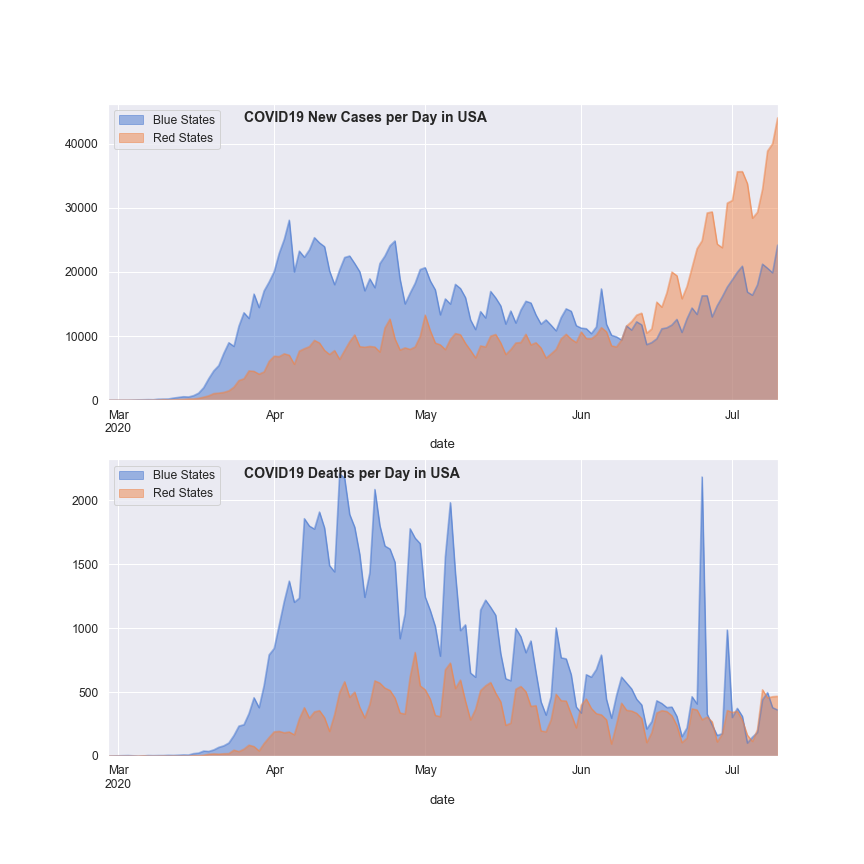 COVID19 New Cases per Day in USA
Blue States
Red States
40000
30000
20000
10000
0
Mar Apr May Jun Jul
2020
date
COVID19 Deaths per Day in USA
Blue States
Red States
2000
1500
1000
500
0
Mar Apr May Jun Jul
2020
date